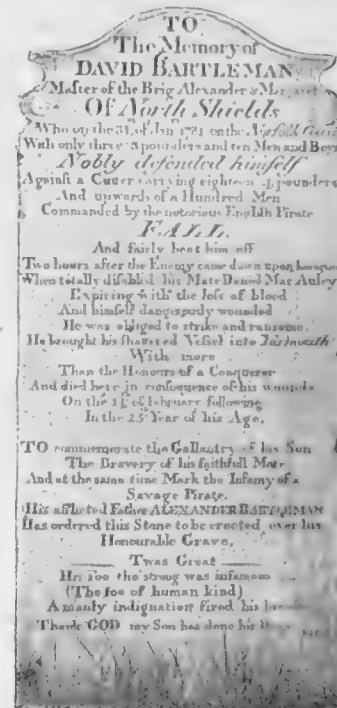 TO
The Memory of
DAVID BARTLEMAN
Maſter of the Brig Alexander & Margaret
Of North Shields
Who on the 31ſt of Jan 1781 on the Norfolk Coaſt
With only three 3 pounders and ten Men and Boys
Nobly defended himſelf
Againſt a Cutter carrying eighteen 4 pounders
And upwards of a Hundred Men
Commanded by the notorious Engliſh Pirate
FALL
And fairly beat him off
Two hours after the Enemy came down upon him again
When totally diſabled his Mate Daniel MacAuley
Expiring with the loſs of blood
And himſelf dangerouſly wounded
He was obliged to strike and ransome
He brought his ſhattered Veſsel into Yarmouth
With more
Than the Honours of a Conqueror
And died here in conſequence of his wounds
On the of February following
In the 25 Year of his Age.
TO commemorate the Gallantry of his Son
The Bravery of his faithfull Mate
And at the same time Mark the Infamy of a
Savage Pirate.
His afflicted Father ALEXANDER BARTLEMAN
Has ordered this Stone to be erected over his
Honourable Grave.
Twas Great
His foe tho' strong was infamous
(The foe of human kind)
A manly indignation fired his
Thank GOD my Son has done his